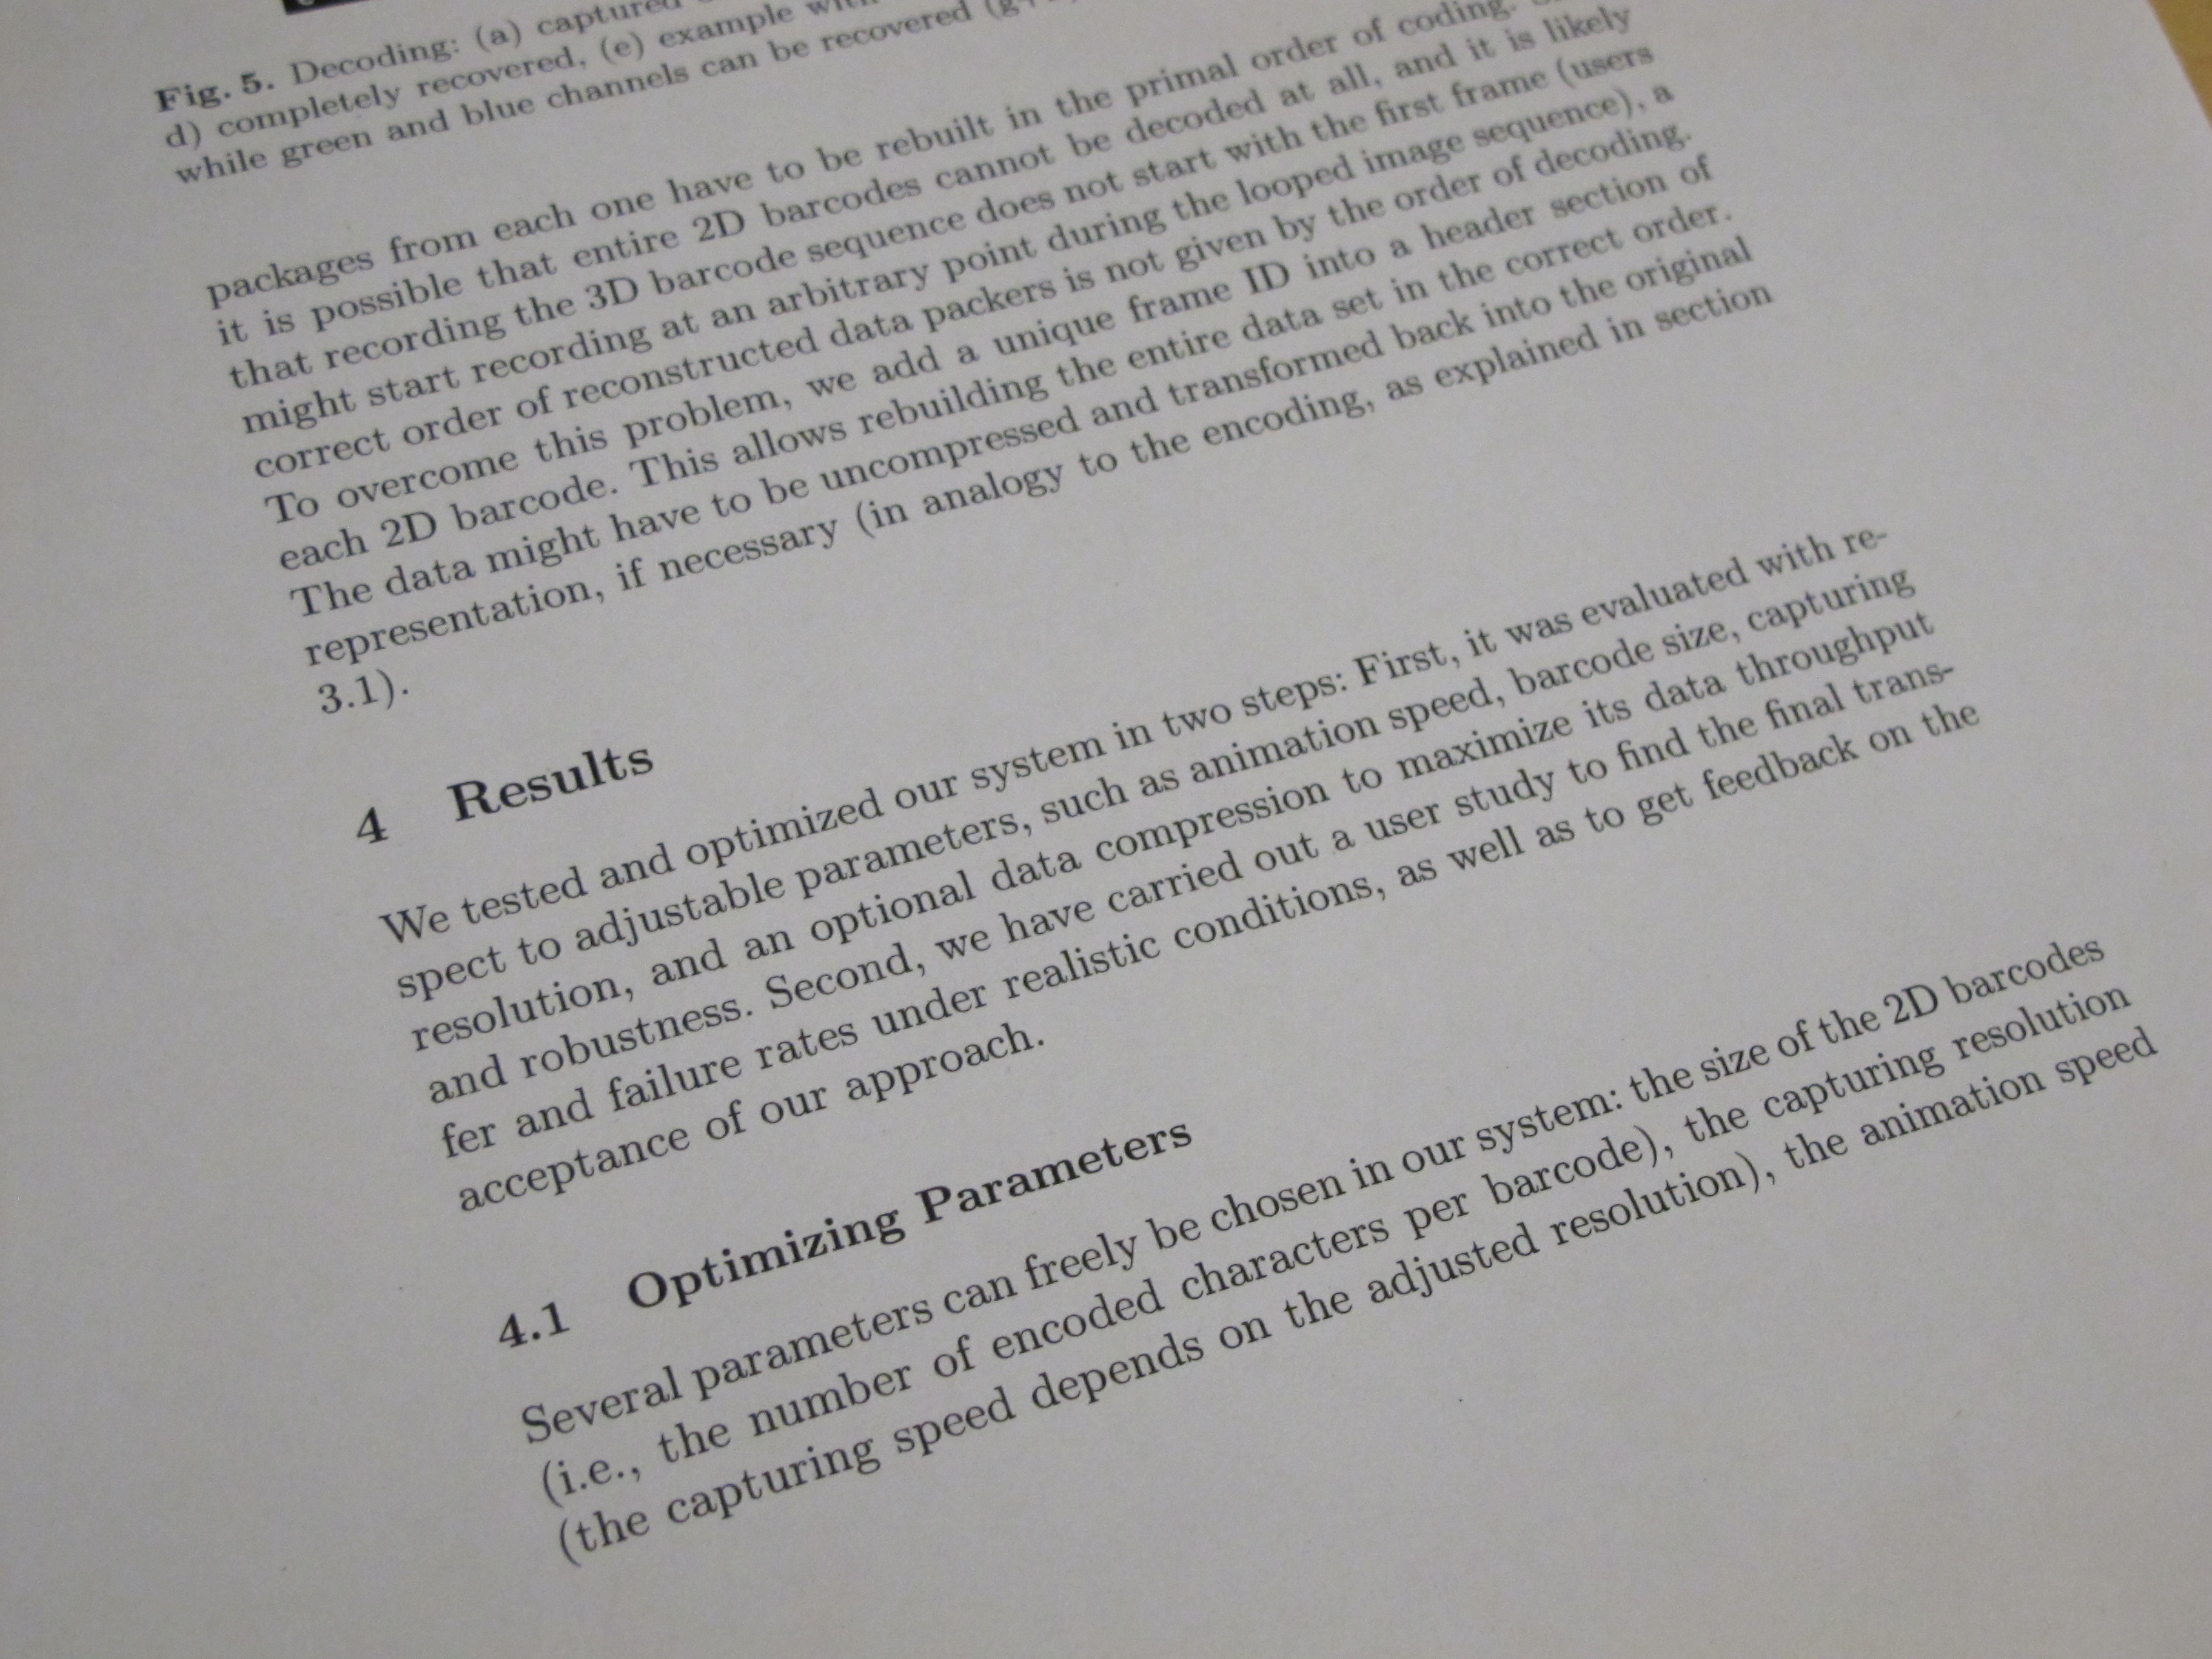 Fig. 5. Decoding: (a) captured
d) completely recovered, (e) example with
while green and blue channels can be recovered
packages from each one have to be rebuilt in the primal order of coding.
it is possible that entire 2D barcodes cannot be decoded at all, and it is likely
that recording the 3D barcode sequence does not start with the first frame (users
might start recording at an arbitrary point during the looped image sequence), a
correct order of reconstructed data packers is not given by the order of decoding.
To overcome this problem, we add a unique frame ID into a header section of
each 2D barcode. This allows rebuilding the entire data set in the correct order.
The data might have to be uncompressed and transformed back into the original
representation, if necessary (in analogy to the encoding, as explained in section
3.1).
4 Results
We tested and optimized our system in two steps: First, it was evaluated with re-
spect to adjustable parameters, such as animation speed, barcode size, capturing
resolution, and an optional data compression to maximize its data throughput
and robustness. Second, we have carried out a user study to find the final trans-
fer and failure rates under realistic conditions, as well as to get feedback on the
acceptance of our approach.
4.1 Optimizing Parameters
Several parameters can freely be chosen in our system: the size of the 2D barcodes
(i.e., the number of encoded characters per barcode), the capturing resolution
(the capturing speed depends on the adjusted resolution), the animation speed